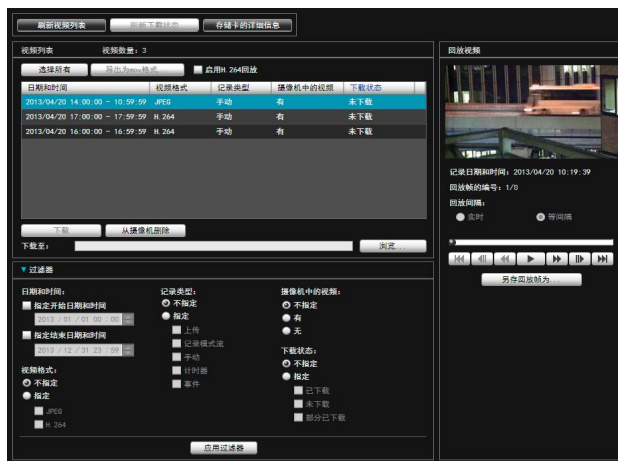 刷新视频列表 刷新下载状态 存储卡的详细信息
视频列表 视频数量：3
选择所有 导出为mov格式 启用H.264回放
日期和时间 视频格式 记录类型 摄像机中的视频 下载状态
2013/04/20 14:00:00 - 10:59:59 JPEG 手动 有 未下载
2013/04/20 17:00:00 - 17:59:59 H.264 手动 有 未下载
2013/04/20 16:00:00 - 16:59:59 H.264 手动 有 未下载
下载 从摄像机删除
下载至： 浏览...
过滤器
日期和时间：
指定开始日期和时间
2013 / 01 / 01 00 : 00
指定结束日期和时间
2013 / 12 / 31 23 : 59
视频格式：
不指定
指定
JPEG
H.264
记录类型：
不指定
指定
上传
记录模式流
手动
计时器
事件
摄像机中的视频：
不指定
有
无
下载状态：
不指定
指定
已下载
未下载
部分已下载
应用过滤器
回放视频
记录日期和时间：2013/04/20 10:19:39
回放帧的编号：1/8
回放间隔：
实时 等间隔
另存回放帧为...